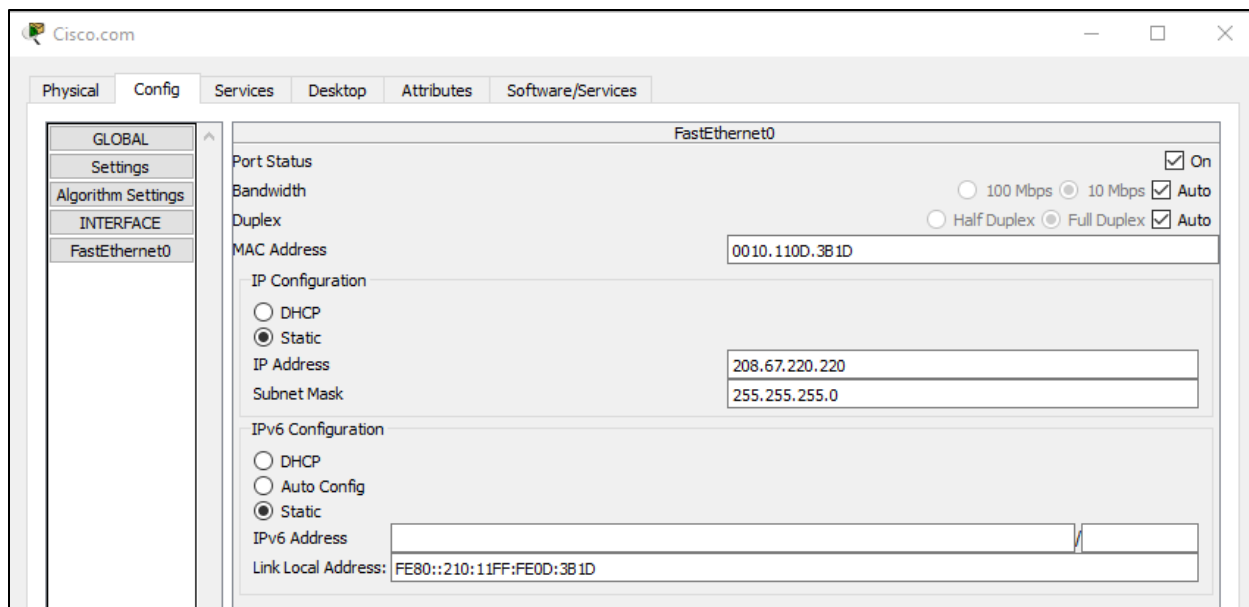 Cisco.com
Physical Config Services Desktop Attributes Software/Services
GLOBAL
Settings
Algorithm Settings
INTERFACE
FastEthernet0
FastEthernet0
Port Status On
Bandwidth 100 Mbps 10 Mbps Auto
Duplex Half Duplex Full Duplex Auto
MAC Address 0010.110D.3B1D
IP Configuration
DHCP
Static
IP Address 208.67.220.220
Subnet Mask 255.255.255.0
IPv6 Configuration
DHCP
Auto Config
Static
IPv6 Address /
Link Local Address: FE80::210:11FF:FE0D:3B1D